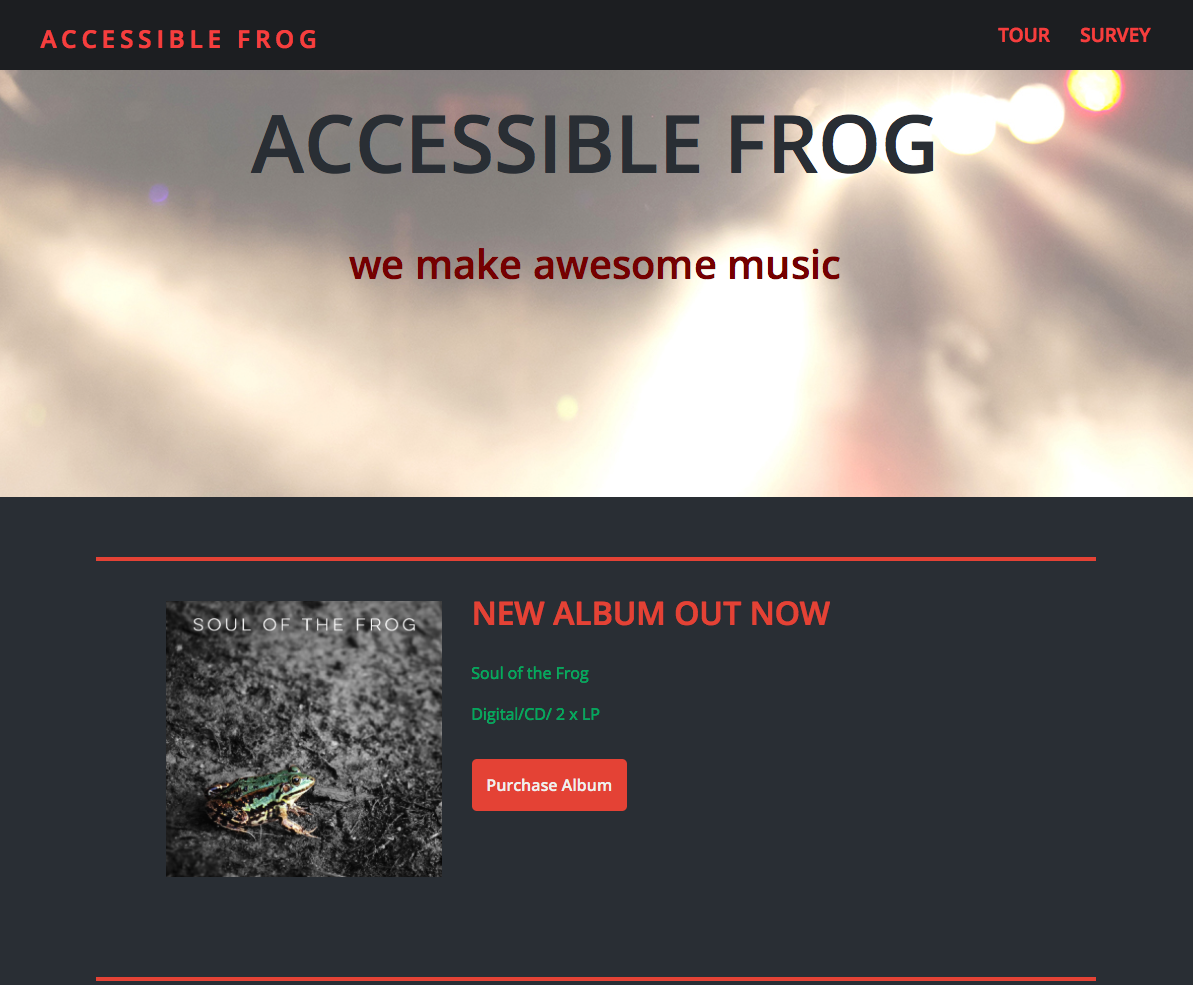 ACCESSIBLE FROG
TOUR SURVEY
ACCESSIBLE FROG
we make awesome music
SOUL OF THE FROG
NEW ALBUM OUT NOW
Soul of the Frog
Digital/CD/ 2 x LP
Purchase Album